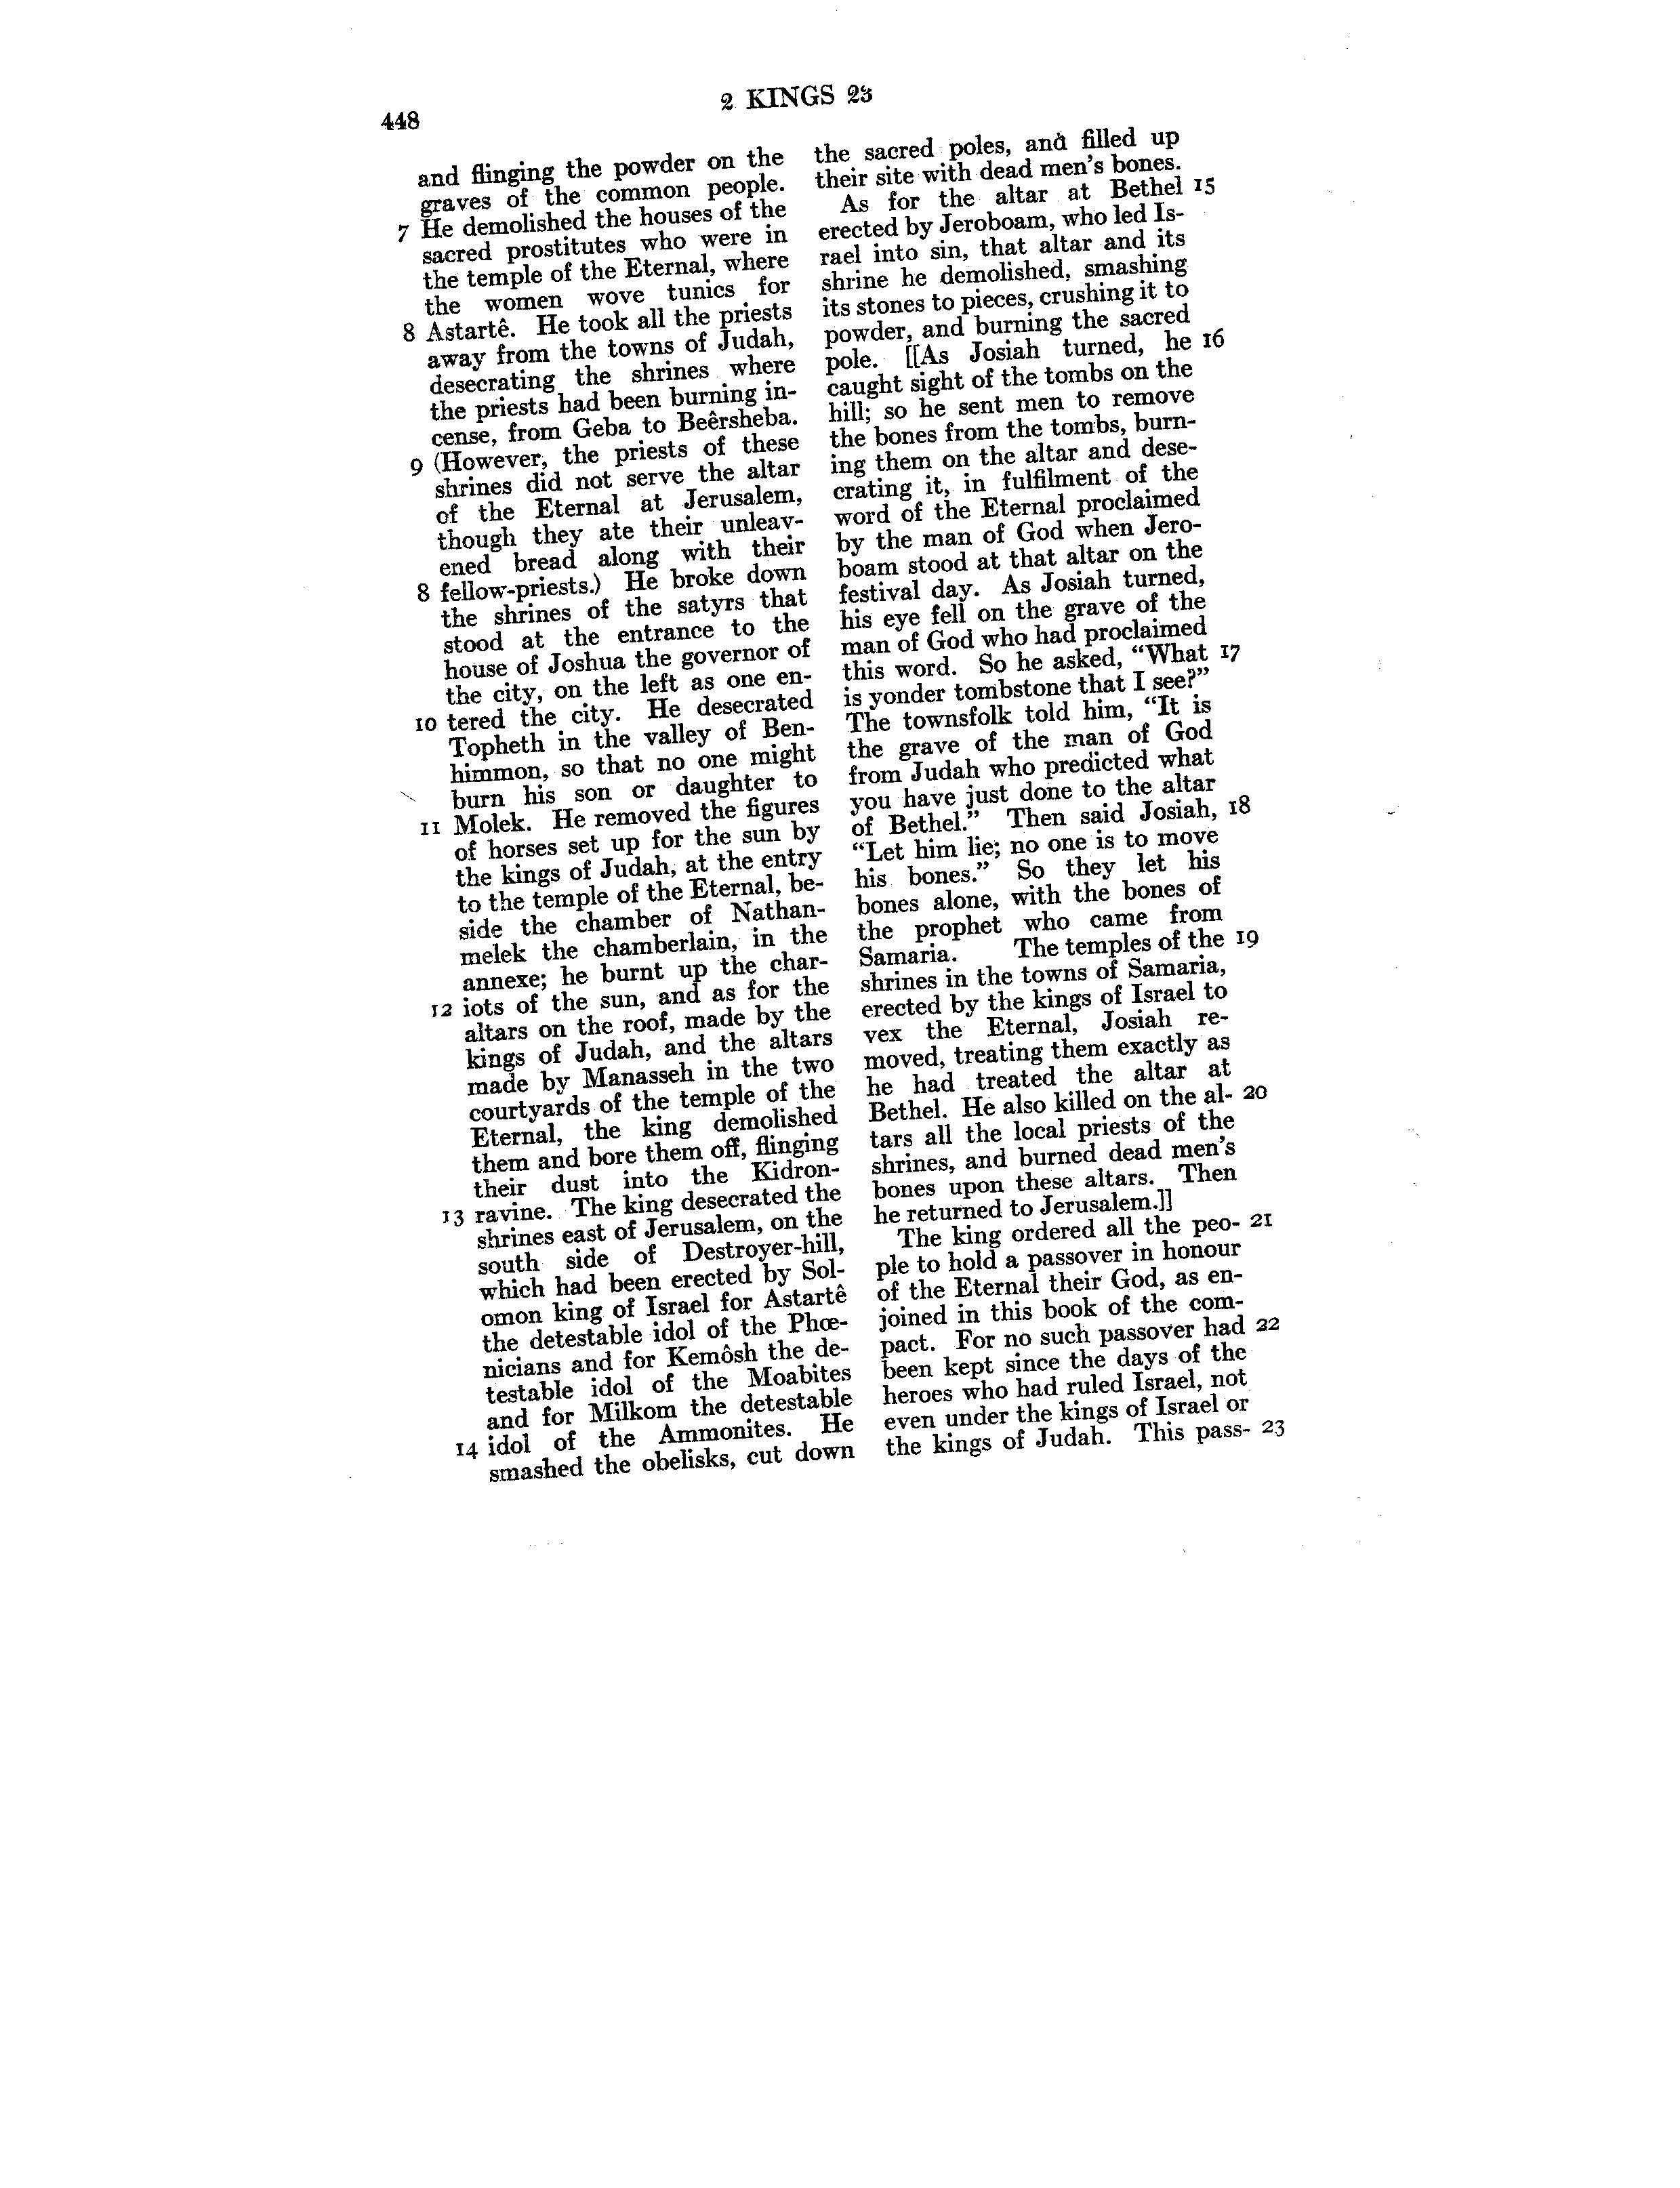 448
2 KINGS 23
and flinging the powder on the
graves of the common people.
7 He demolished the houses of the
sacred prostitutes who were in
the temple of the Eternal, where
the women wove tunics for
8 Astartê. He took all the priests
away from the towns of Judah,
desecrating the shrines where
the priests had been burning in-
cense, from Geba to Beêrsheba.
9 (However, the priests of these
shrines did not serve the altar
of the Eternal at Jerusalem,
though they ate their unleav-
ened bread along with their
8 fellow-priests.) He broke down
the shrines of the satyrs that
stood at the entrance to the
house of Joshua the governor of
the city, on the left as one en-
10 tered the city. He desecrated
Topheth in the valley of Ben-
himmon, so that no one might
burn his son or daughter to
11 Molek. He removed the figures
of horses set up for the sun by
the kings of Judah, at the entry
to the temple of the Eternal, be-
side the chamber of Nathan-
melek the chamberlain, in the
annexe; he burnt up the char-
12 iots of the sun, and as for the
altars on the roof, made by the
kings of Judah, and the altars
made by Manasseh in the two
courtyards of the temple of the
Eternal, the king demolished
them and bore them off, flinging
their dust into the Kidron-
13 ravine. The king desecrated the
shrines east of Jerusalem, on the
south side of Destroyer-hill,
which had been erected by Sol-
omon king of Israel for Astartê
the detestable idol of the Phœ-
nicians and for Kemôsh the de-
testable idol of the Moabites
and for Milkom the detestable
14 idol of the Ammonites. He
smashed the obelisks, cut down
the sacred poles, and filled up
their site with dead men's bones.
As for the altar at Bethel 15
erected by Jeroboam, who led Is-
rael into sin, that altar and its
shrine he demolished, smashing
its stones to pieces, crushing it to
powder, and burning the sacred
pole. [[As Josiah turned, he 16
caught sight of the tombs on the
hill; so he sent men to remove
the bones from the tombs, burn-
ing them on the altar and dese-
crating it, in fulfilment of the
word of the Eternal proclaimed
by the man of God when Jero-
boam stood at that altar on the
festival day. As Josiah turned,
his eye fell on the grave of the
man of God who had proclaimed
this word. So he asked, “What 17
is yonder tombstone that I see?”
The townsfolk told him, “It is
the grave of the man of God
from Judah who predicted what
you have just done to the altar
of Bethel.” Then said Josiah, 18
“Let him lie; no one is to move
his bones.” So they let his
bones alone, with the bones of
the prophet who came from
Samaria. The temples of the 19
shrines in the towns of Samaria,
erected by the kings of Israel to
vex the Eternal, Josiah re-
moved, treating them exactly as
he had treated the altar at
Bethel. He also killed on the al- 20
tars all the local priests of the
shrines, and burned dead men's
bones upon these altars. Then
he returned to Jerusalem.]]
The king ordered all the peo- 21
ple to hold a passover in honour
of the Eternal their God, as en-
joined in this book of the com-
pact. For no such passover had 22
been kept since the days of the
heroes who had ruled Israel, not
even under the kings of Israel or
the kings of Judah. This pass- 23